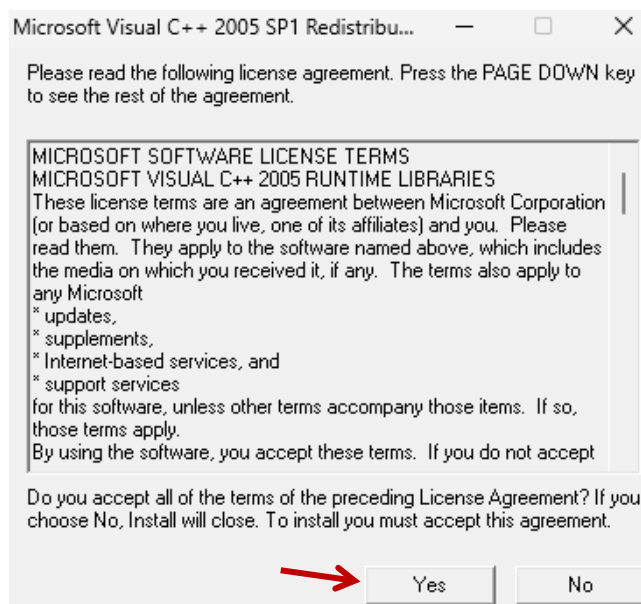 Microsoft Visual C++ 2005 SP1 Redistribu...
Please read the following license agreement. Press the PAGE DOWN key
to see the rest of the agreement.
MICROSOFT SOFTWARE LICENSE TERMS
MICROSOFT VISUAL C++ 2005 RUNTIME LIBRARIES
These license terms are an agreement between Microsoft Corporation
(or based on where you live, one of its affiliates) and you.  Please
read them.  They apply to the software named above, which includes
the media on which you received it, if any.  The terms also apply to
any Microsoft
* updates,
* supplements,
* Internet-based services, and
* support services
for this software, unless other terms accompany those items.  If so,
those terms apply.
By using the software, you accept these terms.  If you do not accept
Do you accept all of the terms of the preceding License Agreement? If you
choose No, Install will close. To install you must accept this agreement.
Yes
No